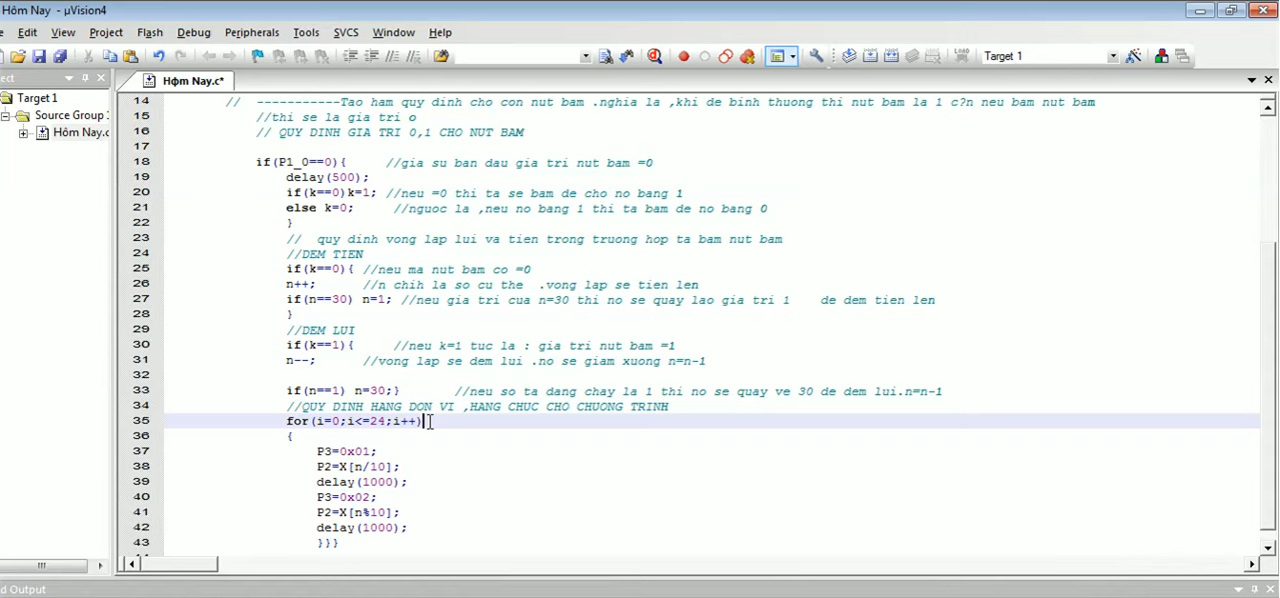 Hôm Nay - µVision4
Edit View Project Flash Debug Peripherals Tools SVCS Window Help
LOAD Target 1
ect
Hôm Nay.c*
Target 1
Source Group
Hôm Nay.c
14 // -----------Tao ham quy dinh cho con nut bam .nghia la ,khi de binh thuong thi nut bam la 1 c?n neu bam nut bam
15 //thi se la gia tri o
16 // QUY DINH GIA TRI 0,1 CHO NUT BAM
17
18 if(P1_0==0){ //gia su ban dau gia tri nut bam =0
19 delay(500);
20 if(k==0)k=1; //neu =0 thi ta se bam de cho no bang 1
21 else k=0; //nguoc la ,neu no bang 1 thi ta bam de no bang 0
22 }
23 // quy dinh vong lap lui va tien trong truong hop ta bam nut bam
24 //DEM TIEN
25 if(k==0){ //neu ma nut bam co =0
26 n++; //n chih la so cu the .vong lap se tien len
27 if(n==30) n=1; //neu gia tri cua n=30 thi no se quay lao gia tri 1 de dem tien len
28 }
29 //DEM LUI
30 if(k==1){ //neu k=1 tuc la : gia tri nut bam =1
31 n--; //vong lap se dem lui .no se giam xuong n=n-1
32
33 if(n==1) n=30;} //neu so ta dang chay la 1 thi no se quay ve 30 de dem lui.n=n-1
34 //QUY DINH HANG DON VI ,HANG CHUC CHO CHUONG TRINH
35 for(i=0;i<=24;i++)
36 {
37 P3=0x01;
38 P2=X[n/10];
39 delay(1000);
40 P3=0x02;
41 P2=X[n%10];
42 delay(1000);
43 }}}
d Output